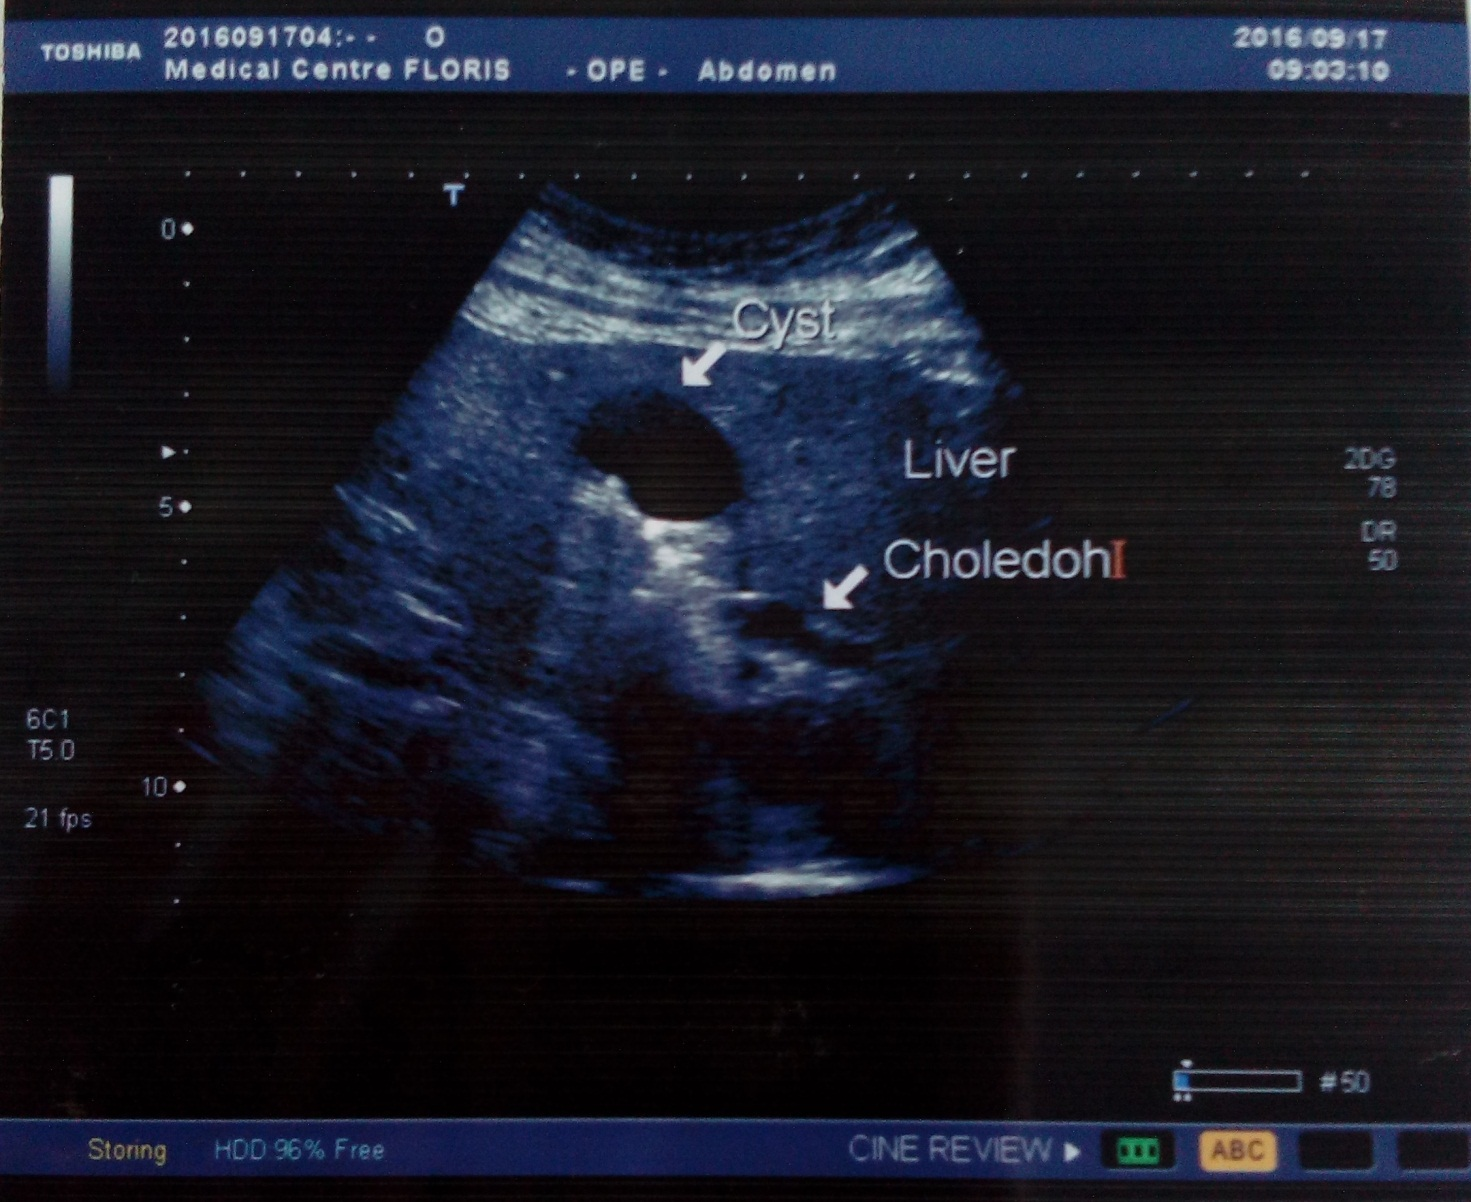 TOSHIBA
2016091704:- - O
Medical Centre FLORIS - OPE - Abdomen
2016/09/17
09:03:10
T
0
Cyst
Liver
2DG
78
5
DR
50
Choledoh
6C1
T5.0
10
21 fps
#50
Storing HDD:96% Free CINE REVIEW ABC